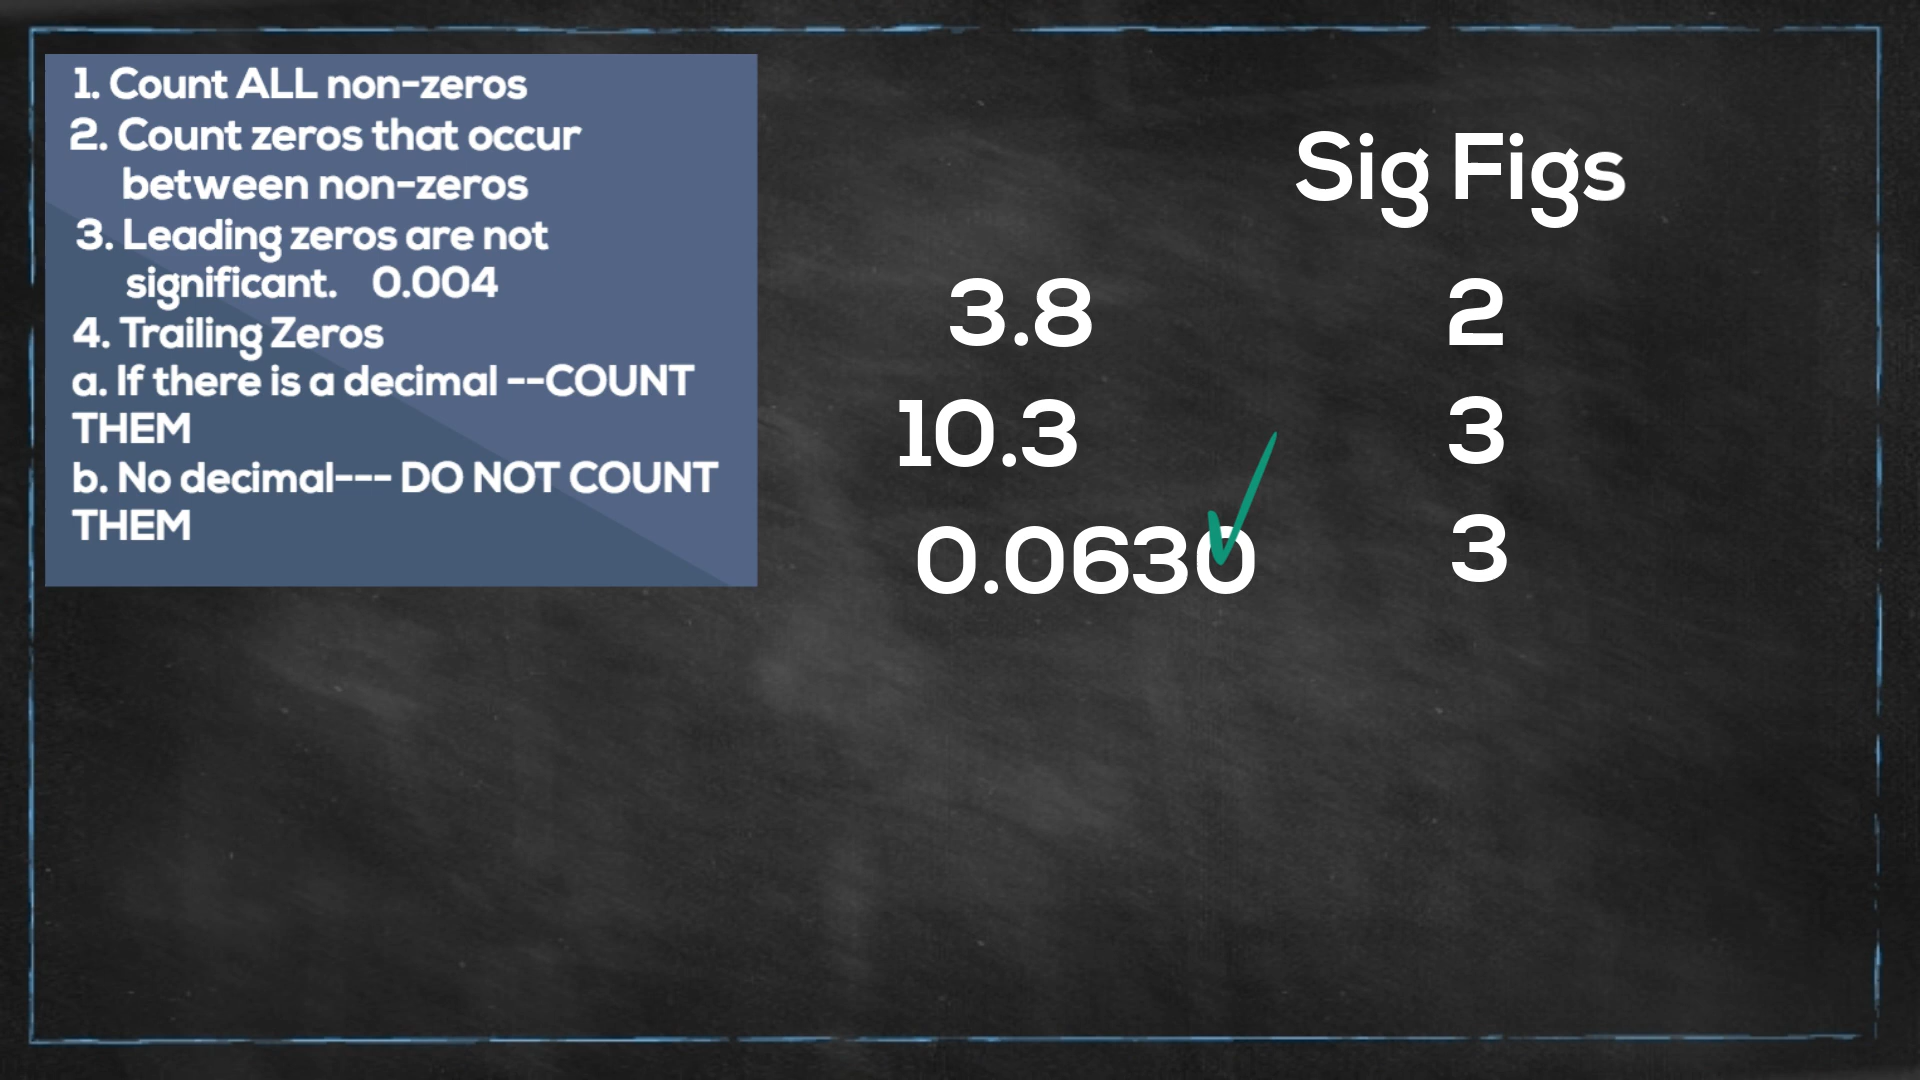 1. Count ALL non-zeros
2. Count zeros that occur
between non-zeros
3. Leading zeros are not
significant. 0.004
4. Trailing Zeros
a. If there is a decimal --COUNT
THEM
b. No decimal--- DO NOT COUNT
THEM
Sig Figs
3.8 2
10.3 3
0.0630 3